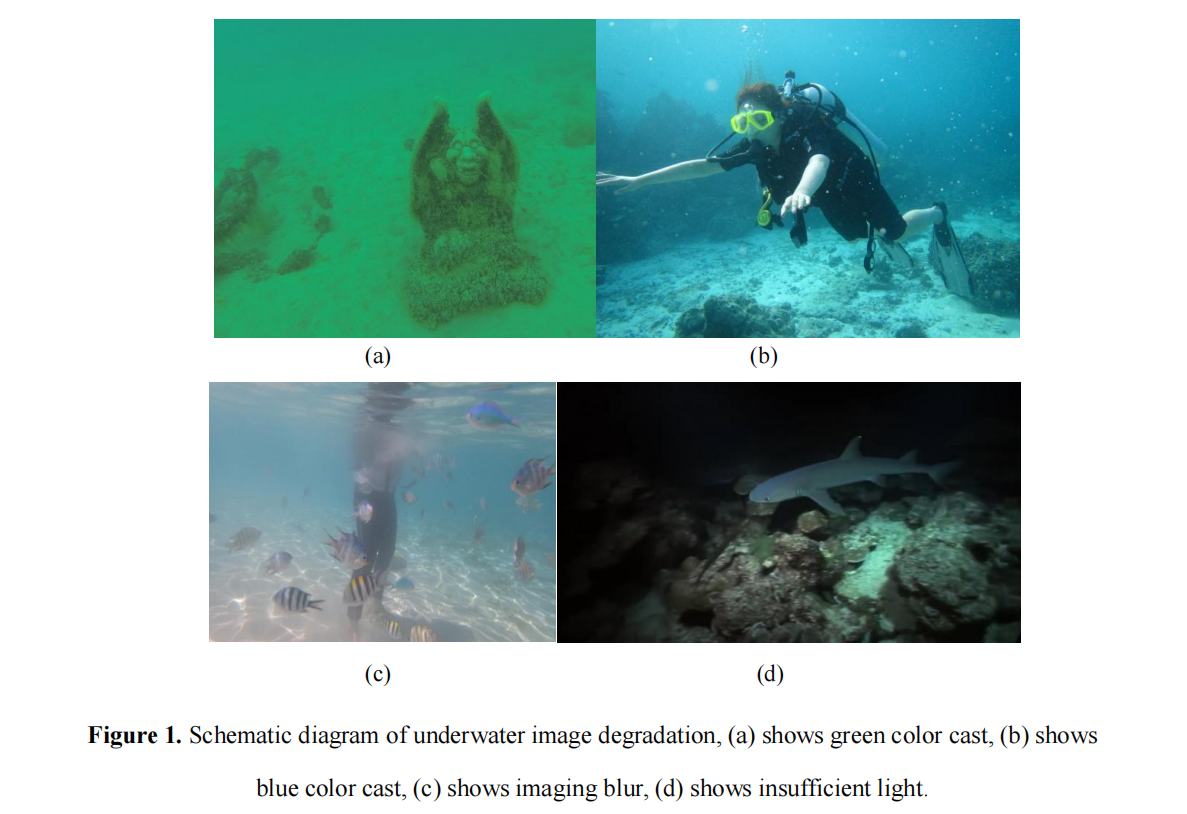 (a)
(b)
(c)
(d)
Figure 1. Schematic diagram of underwater image degradation, (a) shows green color cast, (b) shows
blue color cast, (c) shows imaging blur, (d) shows insufficient light.